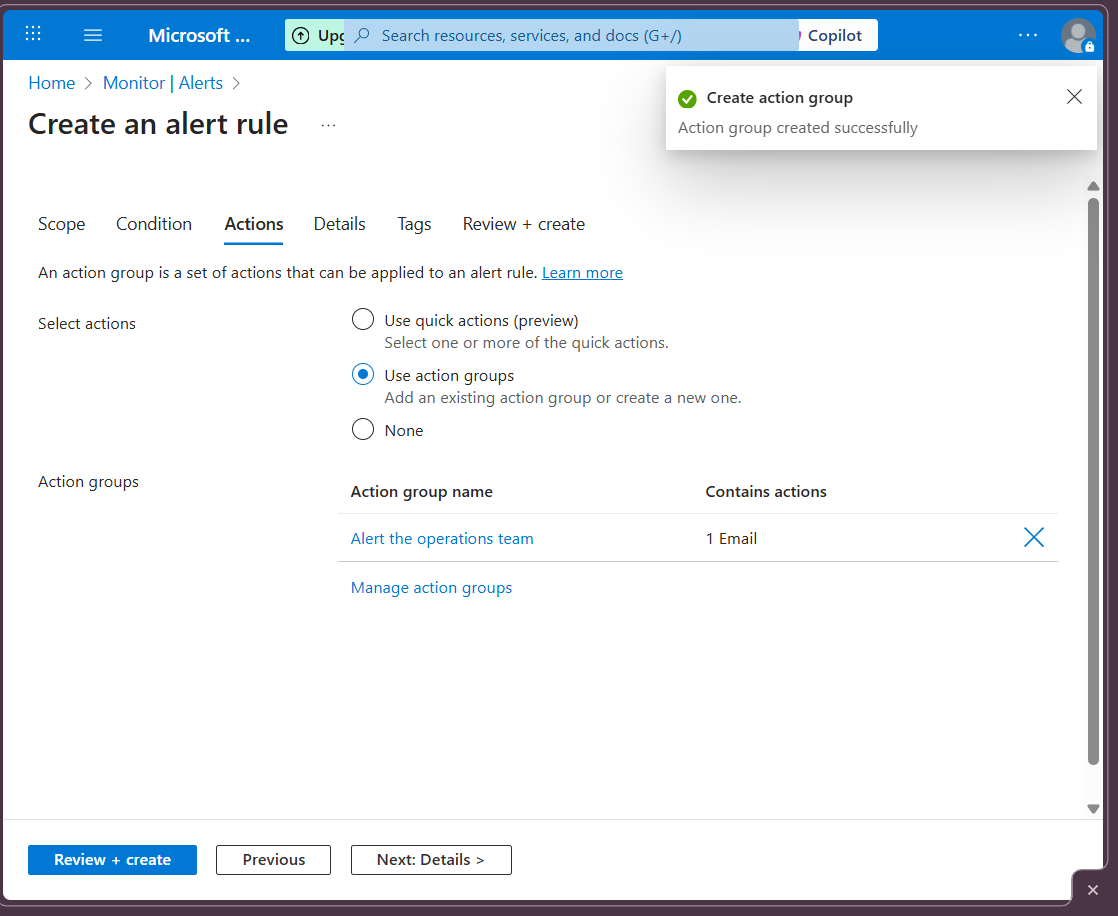 Microsoft ...
Upg
Search resources, services, and docs (G+/)
Copilot
...
Home > Monitor | Alerts >
Create an alert rule ...
Create action group
Action group created successfully
Scope Condition Actions Details Tags Review + create
An action group is a set of actions that can be applied to an alert rule. Learn more
Select actions
Use quick actions (preview)
Select one or more of the quick actions.
Use action groups
Add an existing action group or create a new one.
None
Action groups
Action group name Contains actions
Alert the operations team 1 Email
Manage action groups
Review + create Previous Next: Details >